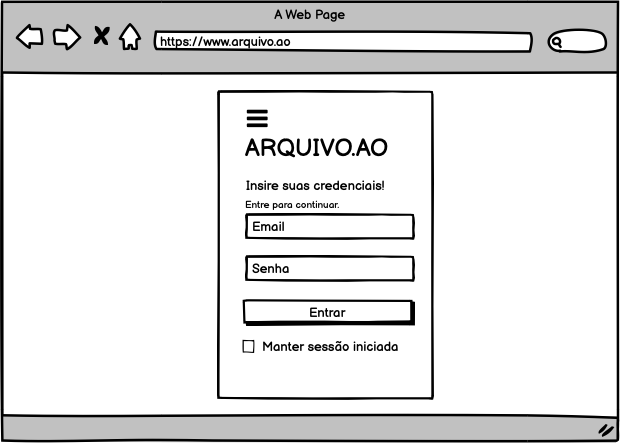 A Web Page
https://www.arquivo.ao
ARQUIVO.AO
Insire suas credenciais!
Entre para continuar.
Email
Senha
Entrar
Manter sessão iniciada